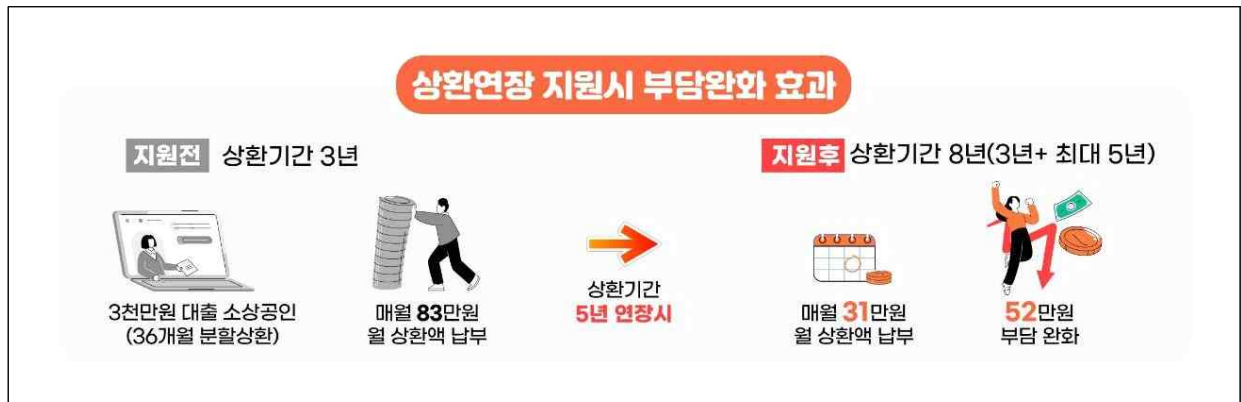 상환연장 지원시 부담완화 효과
지원전 상환기간 3년
3천만원 대출 소상공인
(36개월 분할상환)
매월 83만원
월 상환액 납부
상환기간
5년 연장시
지원후 상환기간 8년(3년+ 최대 5년)
매월 31만원
월 상환액 납부
52만원
부담 완화